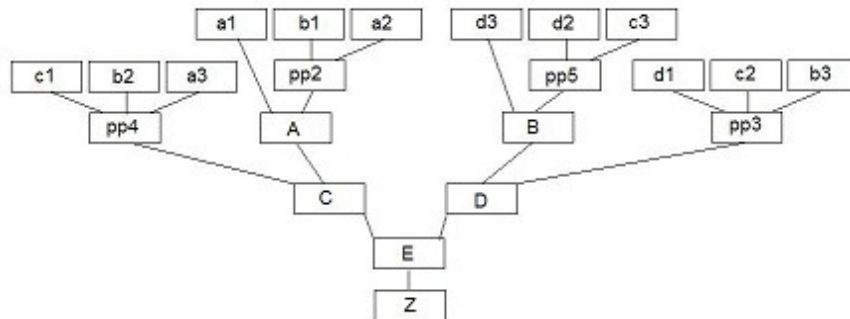 a1 b1 a2 d3 d2 c3
c1 b2 a3 pp2 pp5 d1 c2 b3
pp4 A B pp3
C D
E
Z